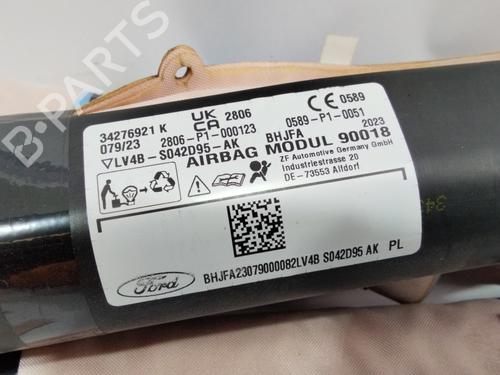 B-PARTS
34276921 K
UK CA 2806
CE 0589
079/23
2806-P1-000123
0589-P1-0051
LV4B-S042D95-AK
BHJFA
2023
AIRBAG MODUL 90018
ZF Automotive Germany GmbH
Industriestrasse 20
DE-73553 Alfdorf
Ford
BHJFA23079000082LV4B S042D95 AK PL
34